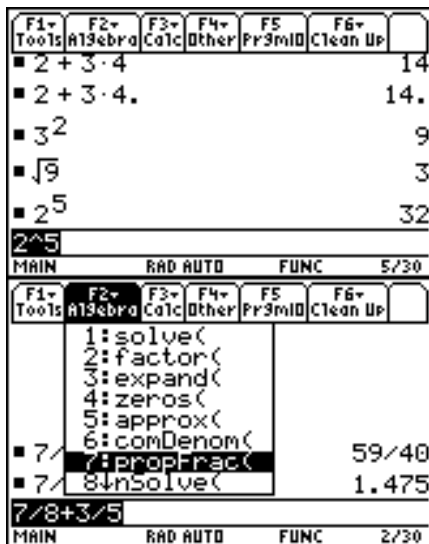 F1▾ F2▾ F3▾ F4▾ F5 F6▾
Tools Algebra Calc Other PrgmIO Clean Up
▪ 2 + 3·4 14
▪ 2 + 3·4. 14.
▪ 3² 9
▪ √9 3
▪ 2⁵ 32
2^5
MAIN RAD AUTO FUNC 5/30
F1▾ F2▾ F3▾ F4▾ F5 F6▾
Tools Algebra Calc Other PrgmIO Clean Up
1:solve(
2:factor(
3:expand(
4:zeros(
5:approx(
6:comDenom(
▪ 7/ 7:propFrac( 59/40
▪ 7/ 8↓nSolve( 1.475
7/8+3/5
MAIN RAD AUTO FUNC 2/30